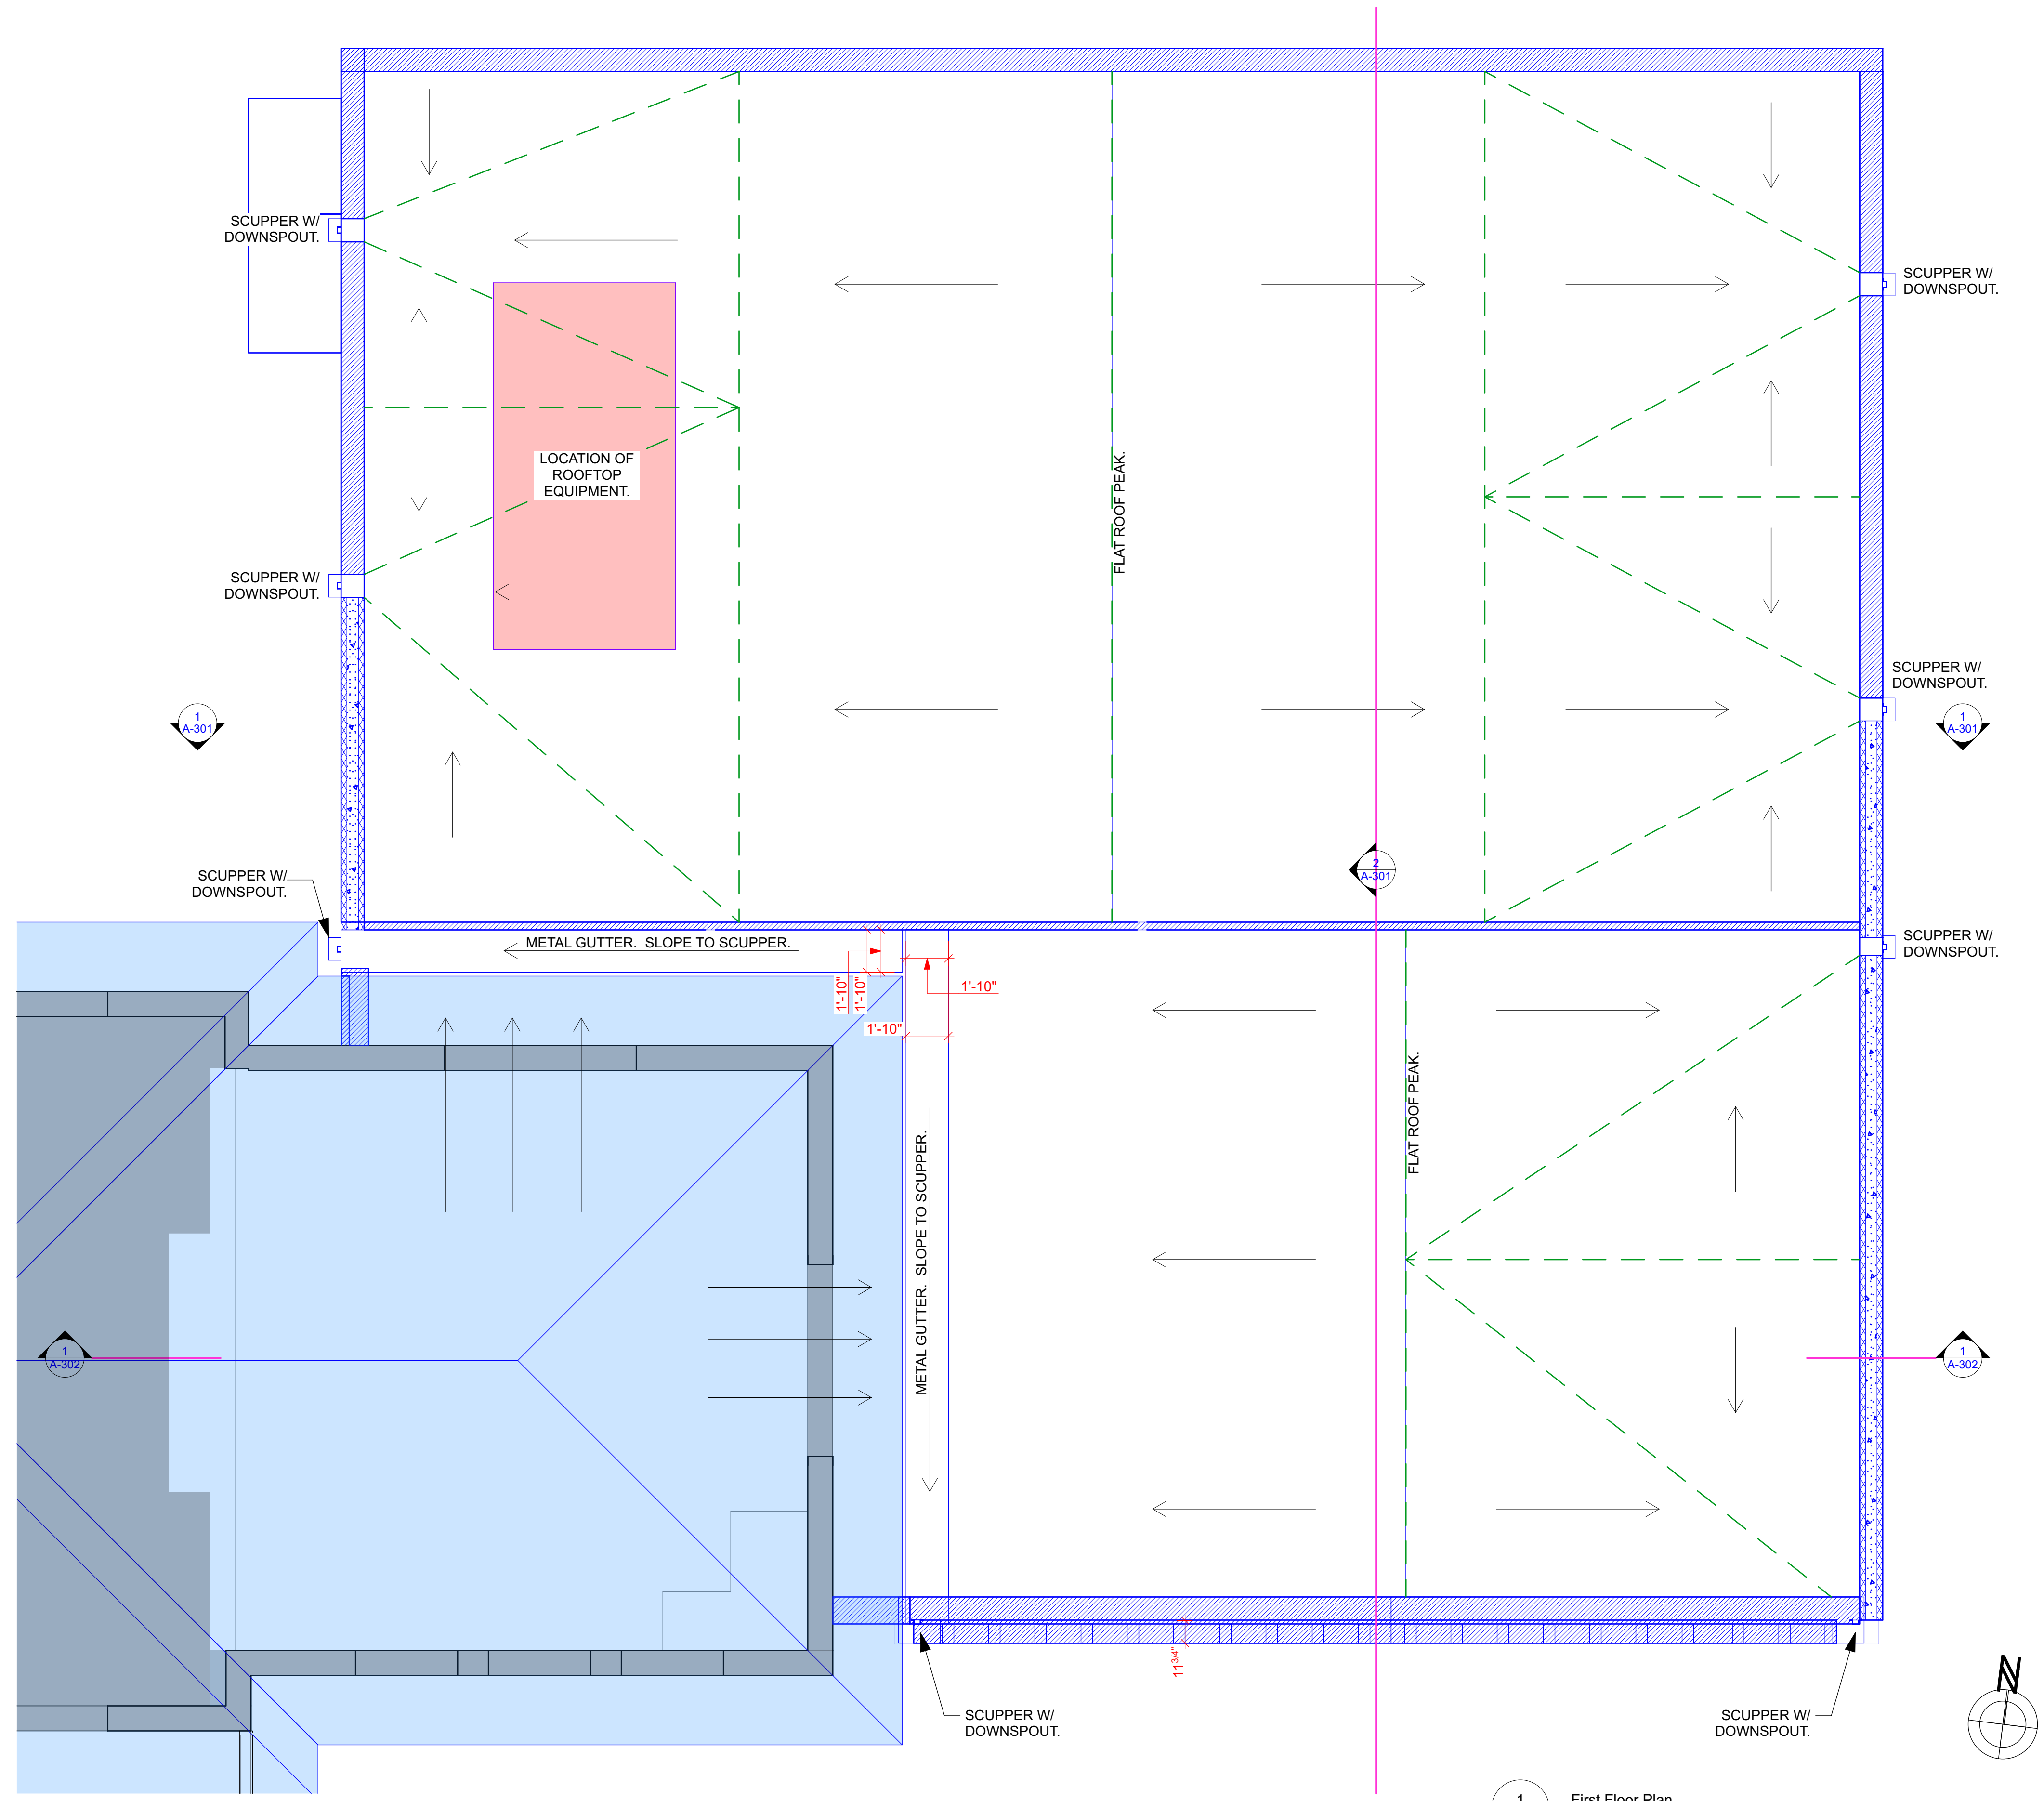 SCUPPER W/
DOWNSPOUT.
SCUPPER W/
DOWNSPOUT.
LOCATION OF
ROOFTOP
EQUIPMENT.
FLAT ROOF PEAK.
SCUPPER W/
DOWNSPOUT.
SCUPPER W/
DOWNSPOUT.
1
A-301
1
A-301
2
A-301
SCUPPER W/
DOWNSPOUT.
METAL GUTTER. SLOPE TO SCUPPER.
SCUPPER W/
DOWNSPOUT.
1'-10"
1'-10"
1'-10"
1'-10"
FLAT ROOF PEAK.
METAL GUTTER. SLOPE TO SCUPPER.
1
A-302
1
A-302
11 3/4"
SCUPPER W/
DOWNSPOUT.
SCUPPER W/
DOWNSPOUT.
N
1
First Floor Plan